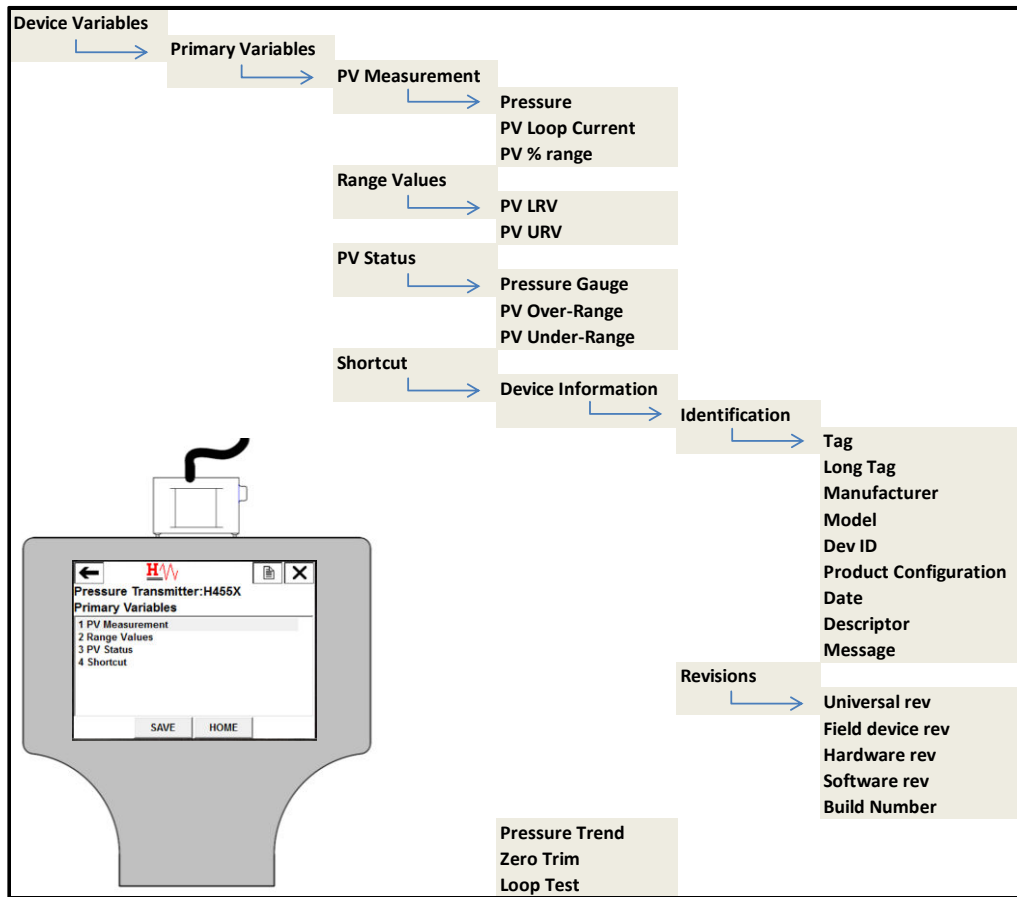 Device Variables
Primary Variables
PV Measurement
Pressure
PV Loop Current
PV % range
Range Values
PV LRV
PV URV
PV Status
Pressure Gauge
PV Over-Range
PV Under-Range
Shortcut
Device Information
Identification
Tag
Long Tag
Manufacturer
Model
Dev ID
Product Configuration
Date
Descriptor
Message
Revisions
Universal rev
Field device rev
Hardware rev
Software rev
Build Number
Pressure Trend
Zero Trim
Loop Test
H
Pressure Transmitter:H455X
Primary Variables
1 PV Measurement
2 Range Values
3 PV Status
4 Shortcut
SAVE HOME